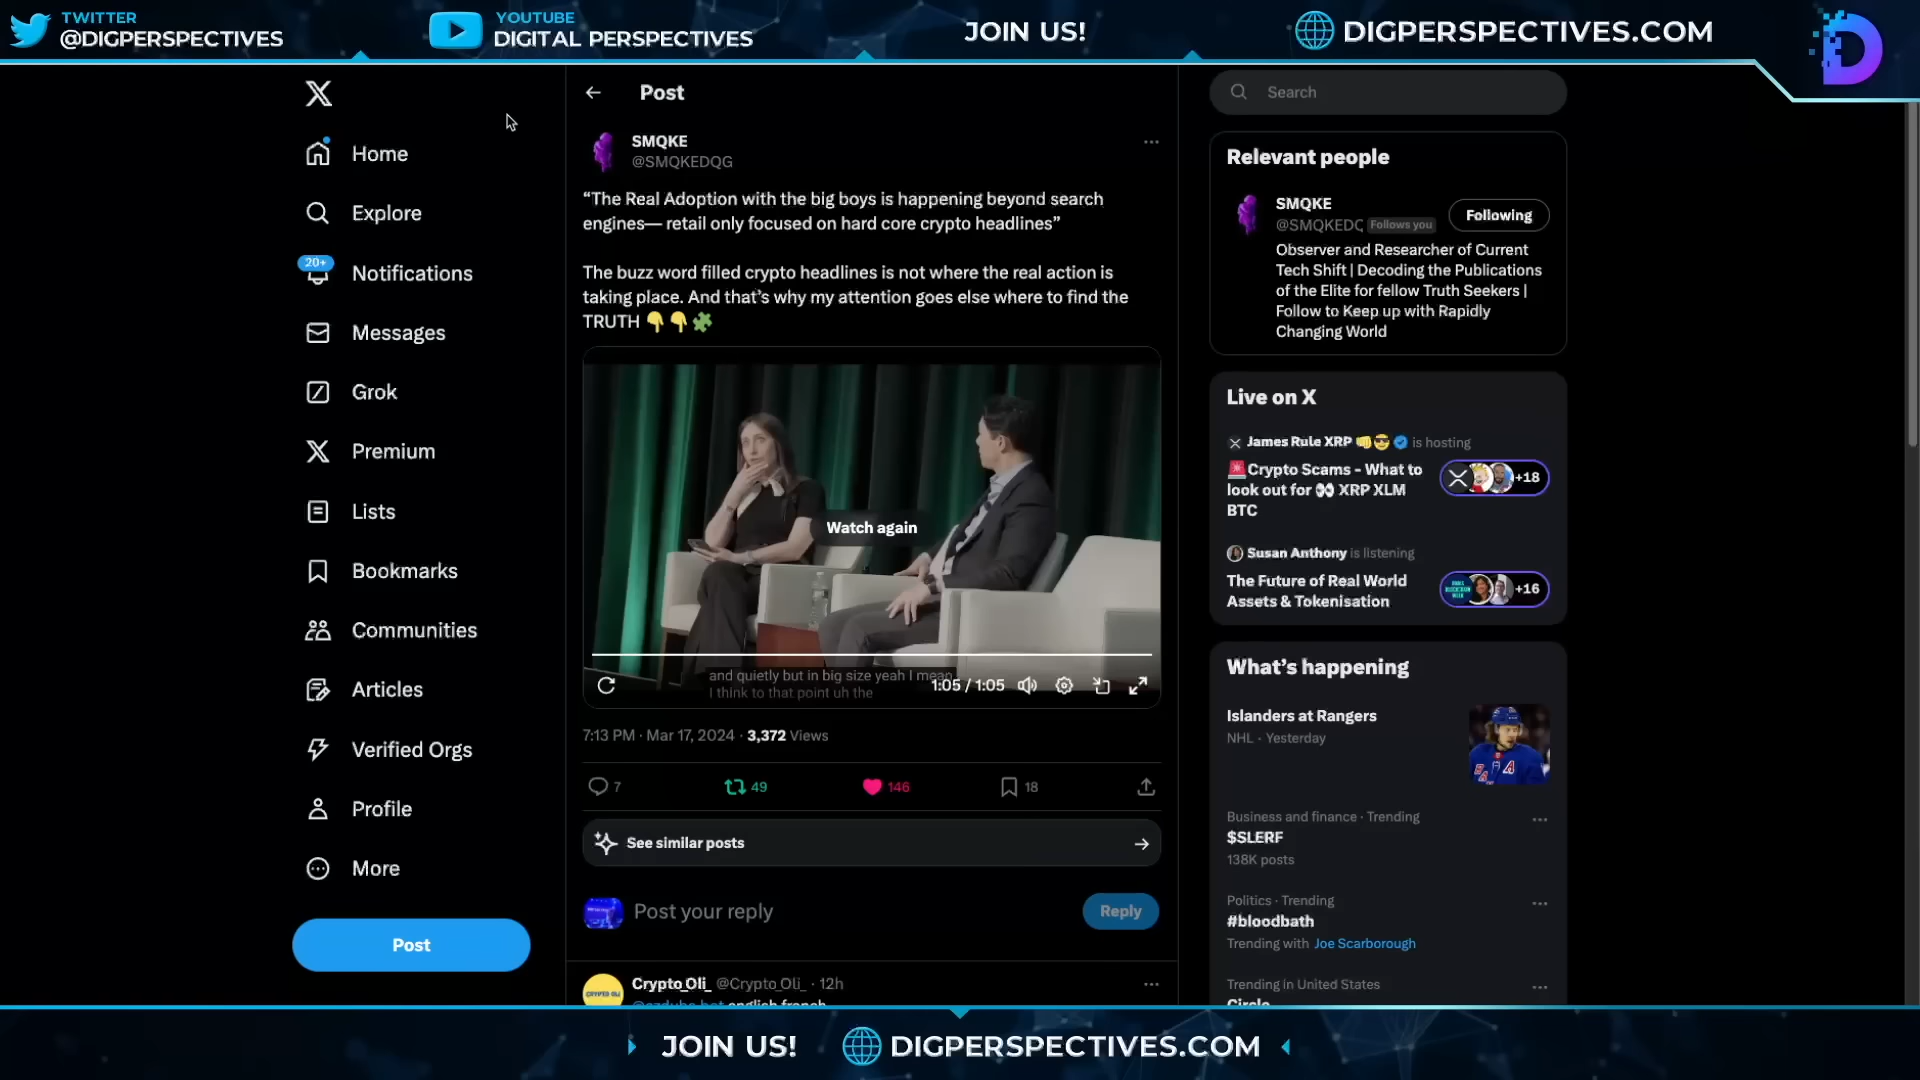 TWITTER
@DIGPERSPECTIVES
YOUTUBE
DIGITAL PERSPECTIVES
JOIN US!
DIGPERSPECTIVES.COM
Home
Explore
20+
Notifications
Messages
Grok
Premium
Lists
Bookmarks
Communities
Articles
Verified Orgs
Profile
More
Post
Post
SMQKE
@SMQKEDQG
“The Real Adoption with the big boys is happening beyond search
engines— retail only focused on hard core crypto headlines”
The buzz word filled crypto headlines is not where the real action is
taking place. And that’s why my attention goes else where to find the
TRUTH 👇👇🧩
Watch again
and quietly but in big size yeah I mean
I think to that point uh the
1:05 / 1:05
7:13 PM · Mar 17, 2024 · 3,372 Views
7
49
146
18
See similar posts
Post your reply
Reply
Crypto_Oli_ @Crypto_Oli_ · 12h
english french
Search
Relevant people
SMQKE
@SMQKEDQ
Follows you
Following
Observer and Researcher of Current
Tech Shift | Decoding the Publications
of the Elite for fellow Truth Seekers |
Follow to Keep up with Rapidly
Changing World
Live on X
James Rule XRP 👊😎 is hosting
🚨Crypto Scams - What to
look out for 👀 XRP XLM
BTC
+18
Susan Anthony is listening
The Future of Real World
Assets & Tokenisation
+16
What’s happening
Islanders at Rangers
NHL · Yesterday
Business and finance · Trending
$SLERF
138K posts
Politics · Trending
#bloodbath
Trending with Joe Scarborough
Trending in United States
Circle
JOIN US!
DIGPERSPECTIVES.COM